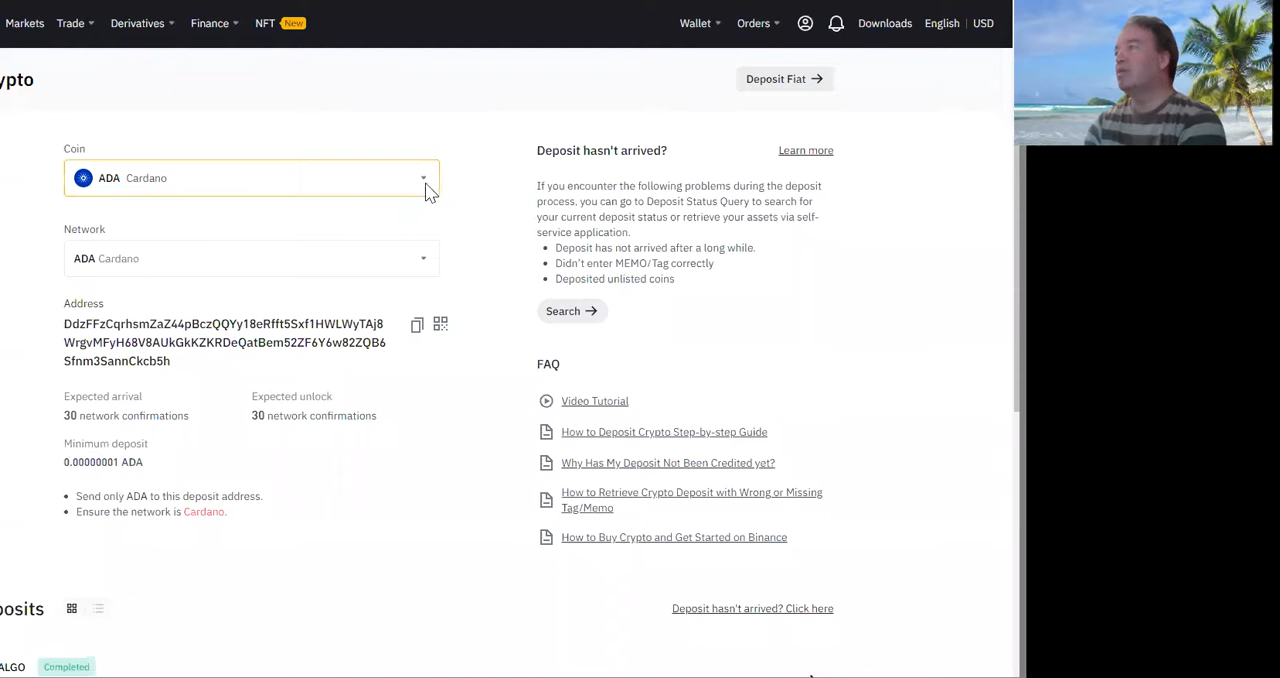 Markets Trade Derivatives Finance NFT New Wallet Orders Downloads English USD
ypto
Deposit Fiat
Coin
ADA Cardano
Network
ADA Cardano
Address
DdzFFzCqrhsmZaZ44pBczQQYy18eRfft5Sxf1HWLWyTAj8
WrgvMFyH68V8AUkGkKZKRDeQatBem52ZF6Y6w82ZQB6
Sfnm3SannCkcb5h
Expected arrival Expected unlock
30 network confirmations 30 network confirmations
Minimum deposit
0.00000001 ADA
• Send only ADA to this deposit address.
• Ensure the network is Cardano.
Deposit hasn't arrived? Learn more
If you encounter the following problems during the deposit
process, you can go to Deposit Status Query to search for
your current deposit status or retrieve your assets via self-
service application.
• Deposit has not arrived after a long while.
• Didn't enter MEMO/Tag correctly
• Deposited unlisted coins
Search
FAQ
Video Tutorial
How to Deposit Crypto Step-by-step Guide
Why Has My Deposit Not Been Credited yet?
How to Retrieve Crypto Deposit with Wrong or Missing
Tag/Memo
How to Buy Crypto and Get Started on Binance
posits
Deposit hasn't arrived? Click here
ALGO Completed